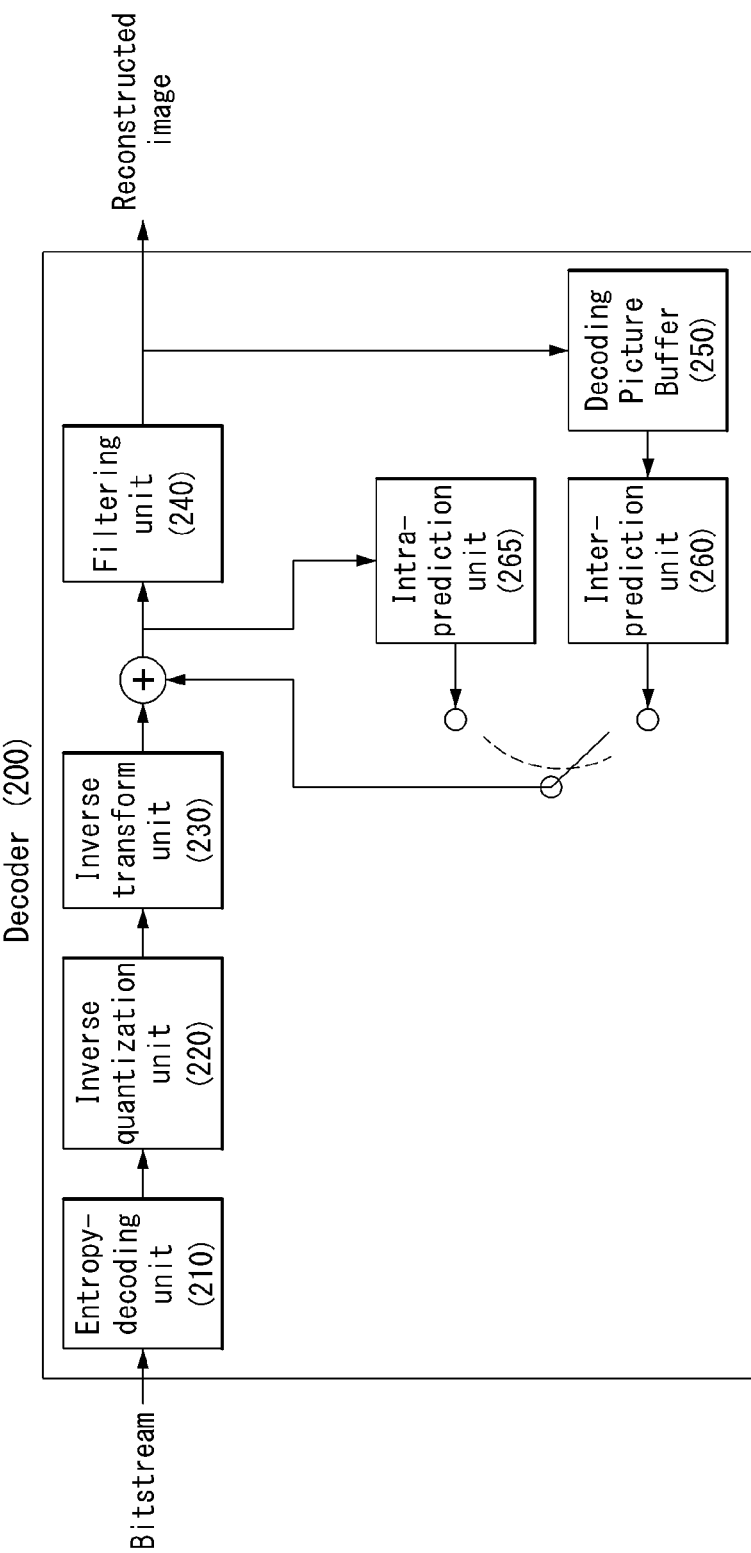 Decoder (200)
Bitstream
Entropy-
decoding
unit
(210)
Inverse
quantization
unit
(220)
Inverse
transform
unit
(230)
+
Filtering
unit
(240)
Reconstructed
image
Intra-
prediction
unit
(265)
Inter-
prediction
unit
(260)
Decoding
Picture
Buffer
(250)